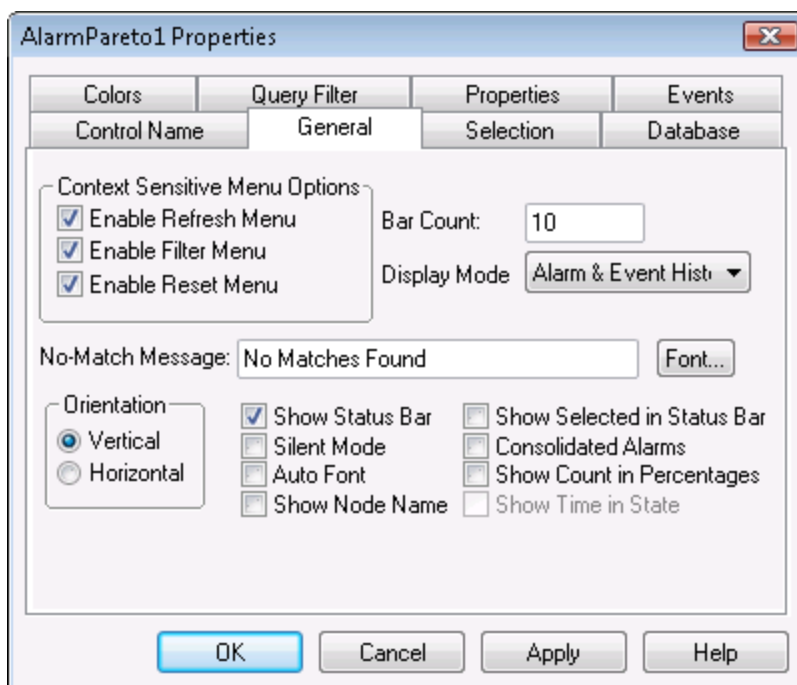 AlarmPareto1 Properties
Colors Query Filter Properties Events
Control Name General Selection Database
Context Sensitive Menu Options
Enable Refresh Menu
Enable Filter Menu
Enable Reset Menu
Bar Count: 10
Display Mode Alarm & Event Histo
No-Match Message: No Matches Found Font...
Orientation
Vertical
Horizontal
Show Status Bar
Silent Mode
Auto Font
Show Node Name
Show Selected in Status Bar
Consolidated Alarms
Show Count in Percentages
Show Time in State
OK Cancel Apply Help